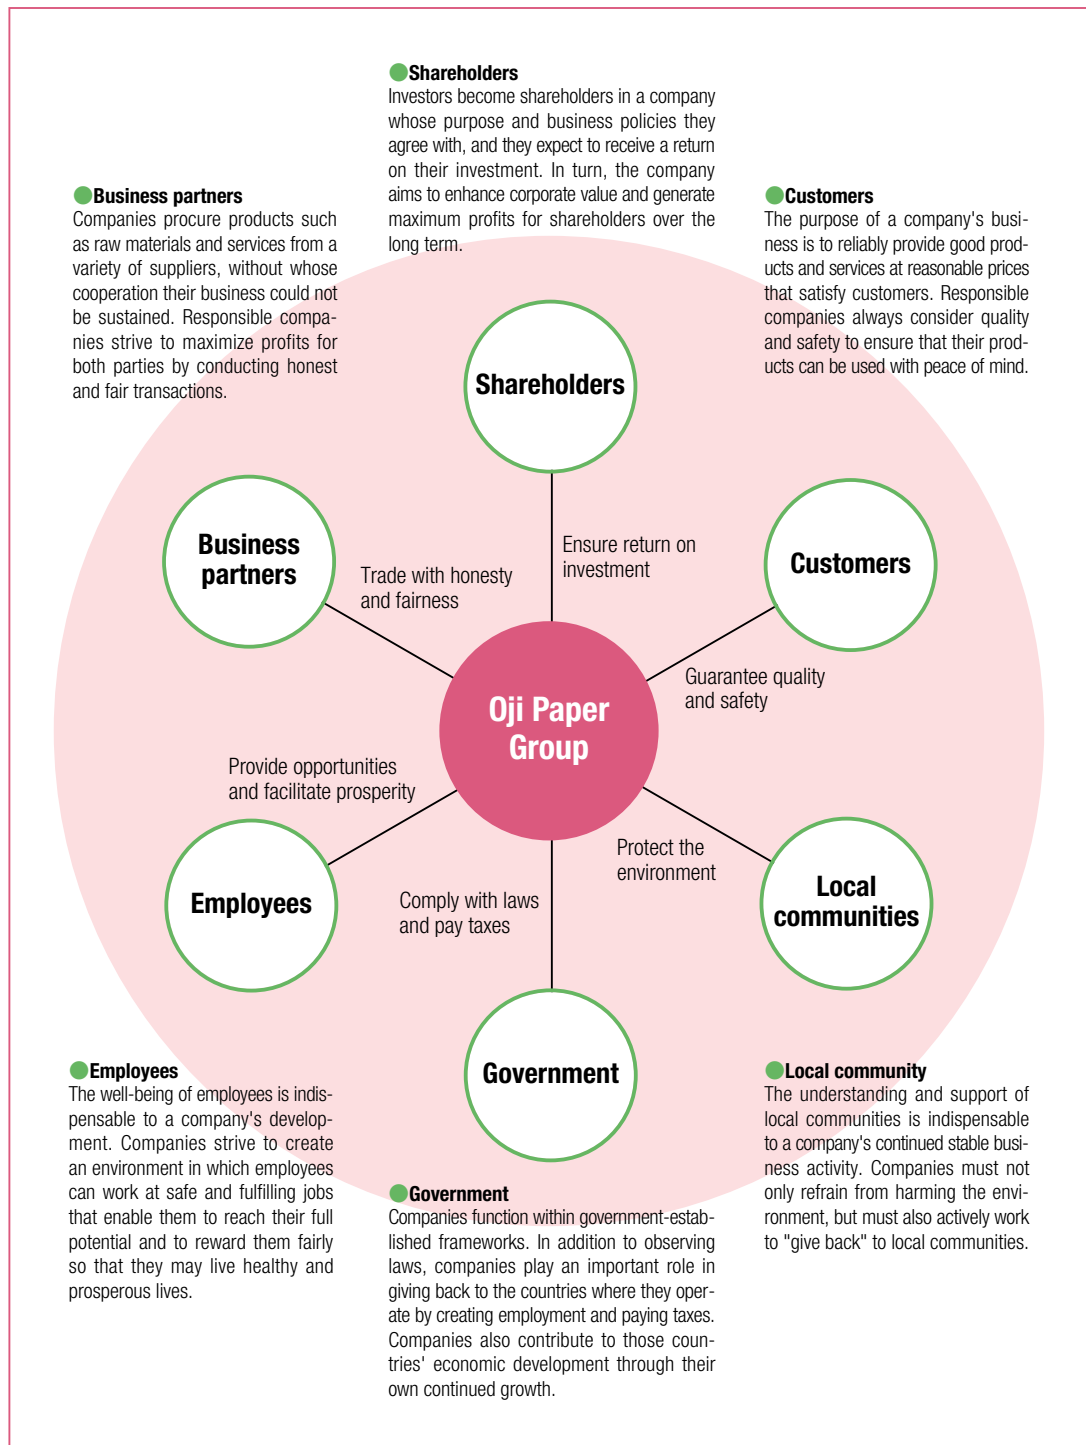 Shareholders
Investors become shareholders in a company
whose purpose and business policies they
agree with, and they expect to receive a return
on their investment. In turn, the company
aims to enhance corporate value and generate
maximum profits for shareholders over the
long term.
Business partners
Companies procure products such
as raw materials and services from a
variety of suppliers, without whose
cooperation their business could not
be sustained. Responsible compa-
nies strive to maximize profits for
both parties by conducting honest
and fair transactions.
Customers
The purpose of a company's busi-
ness is to reliably provide good prod-
ucts and services at reasonable prices
that satisfy customers. Responsible
companies always consider quality
and safety to ensure that their prod-
ucts can be used with peace of mind.
Shareholders
Business
partners
Customers
Ensure return on
investment
Trade with honesty
and fairness
Guarantee quality
and safety
Oji Paper
Group
Provide opportunities
and facilitate prosperity
Protect the
environment
Employees
Comply with laws
and pay taxes
Local
communities
Government
Employees
The well-being of employees is indis-
pensable to a company's develop-
ment. Companies strive to create
an environment in which employees
can work at safe and fulfilling jobs
that enable them to reach their full
potential and to reward them fairly
so that they may live healthy and
prosperous lives.
Government
Companies function within government-estab-
lished frameworks. In addition to observing
laws, companies play an important role in
giving back to the countries where they oper-
ate by creating employment and paying taxes.
Companies also contribute to those coun-
tries' economic development through their
own continued growth.
Local community
The understanding and support of
local communities is indispensable
to a company's continued stable busi-
ness activity. Companies must not
only refrain from harming the envi-
ronment, but must also actively work
to "give back" to local communities.